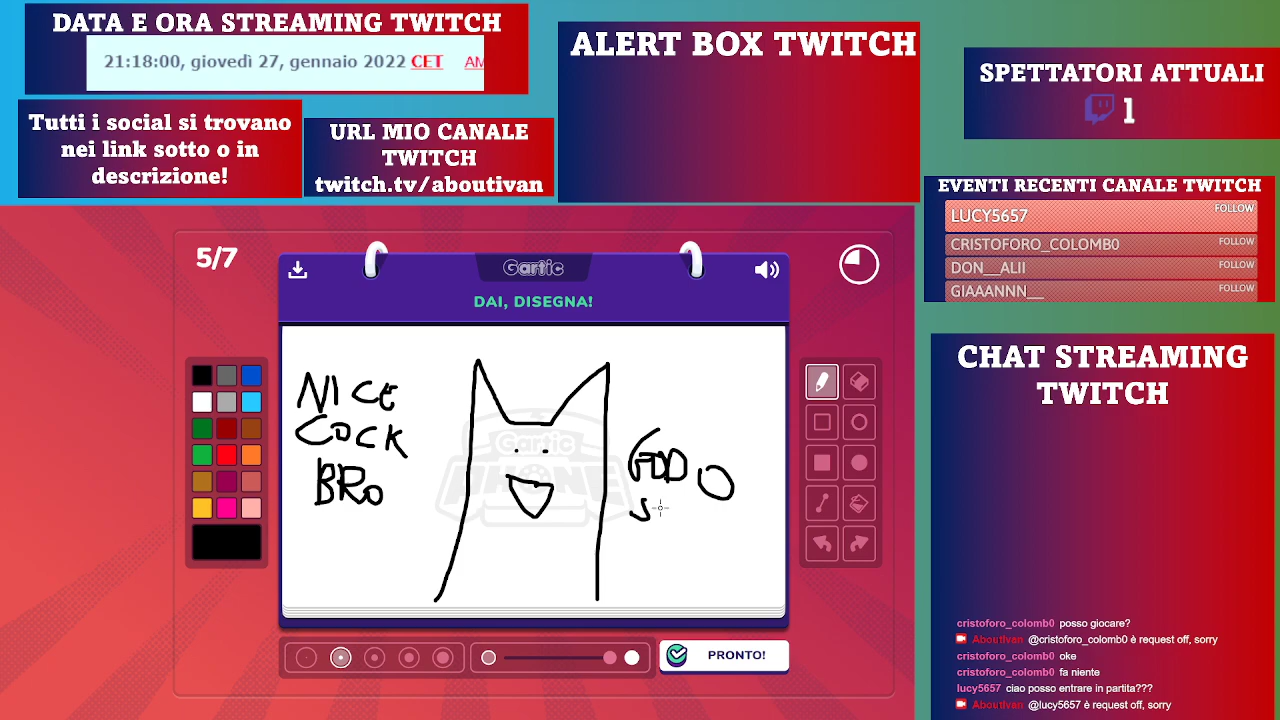 DATA E ORA STREAMING TWITCH
21:18:00, giovedì 27, gennaio 2022 CET AM
Tutti i social si trovano
nei link sotto o in
descrizione!
URL MIO CANALE
TWITCH
twitch.tv/aboutivan
ALERT BOX TWITCH
SPETTATORI ATTUALI
1
EVENTI RECENTI CANALE TWITCH
LUCY5657 FOLLOW
CRISTOFORO_COLOMB0 FOLLOW
DON__ALII FOLLOW
GIAAANNN__ FOLLOW
5/7
Gartic
DAI, DISEGNA!
NICE
COCK
BRO
GOD O
S
Gartic
PHONE
PRONTO!
CHAT STREAMING
TWITCH
cristoforo_colomb0 posso giocare?
AboutIvan @cristoforo_colomb0 è request off, sorry
cristoforo_colomb0 oke
cristoforo_colomb0 fa niente
lucy5657 ciao posso entrare in partita???
AboutIvan @lucy5657 è request off, sorry